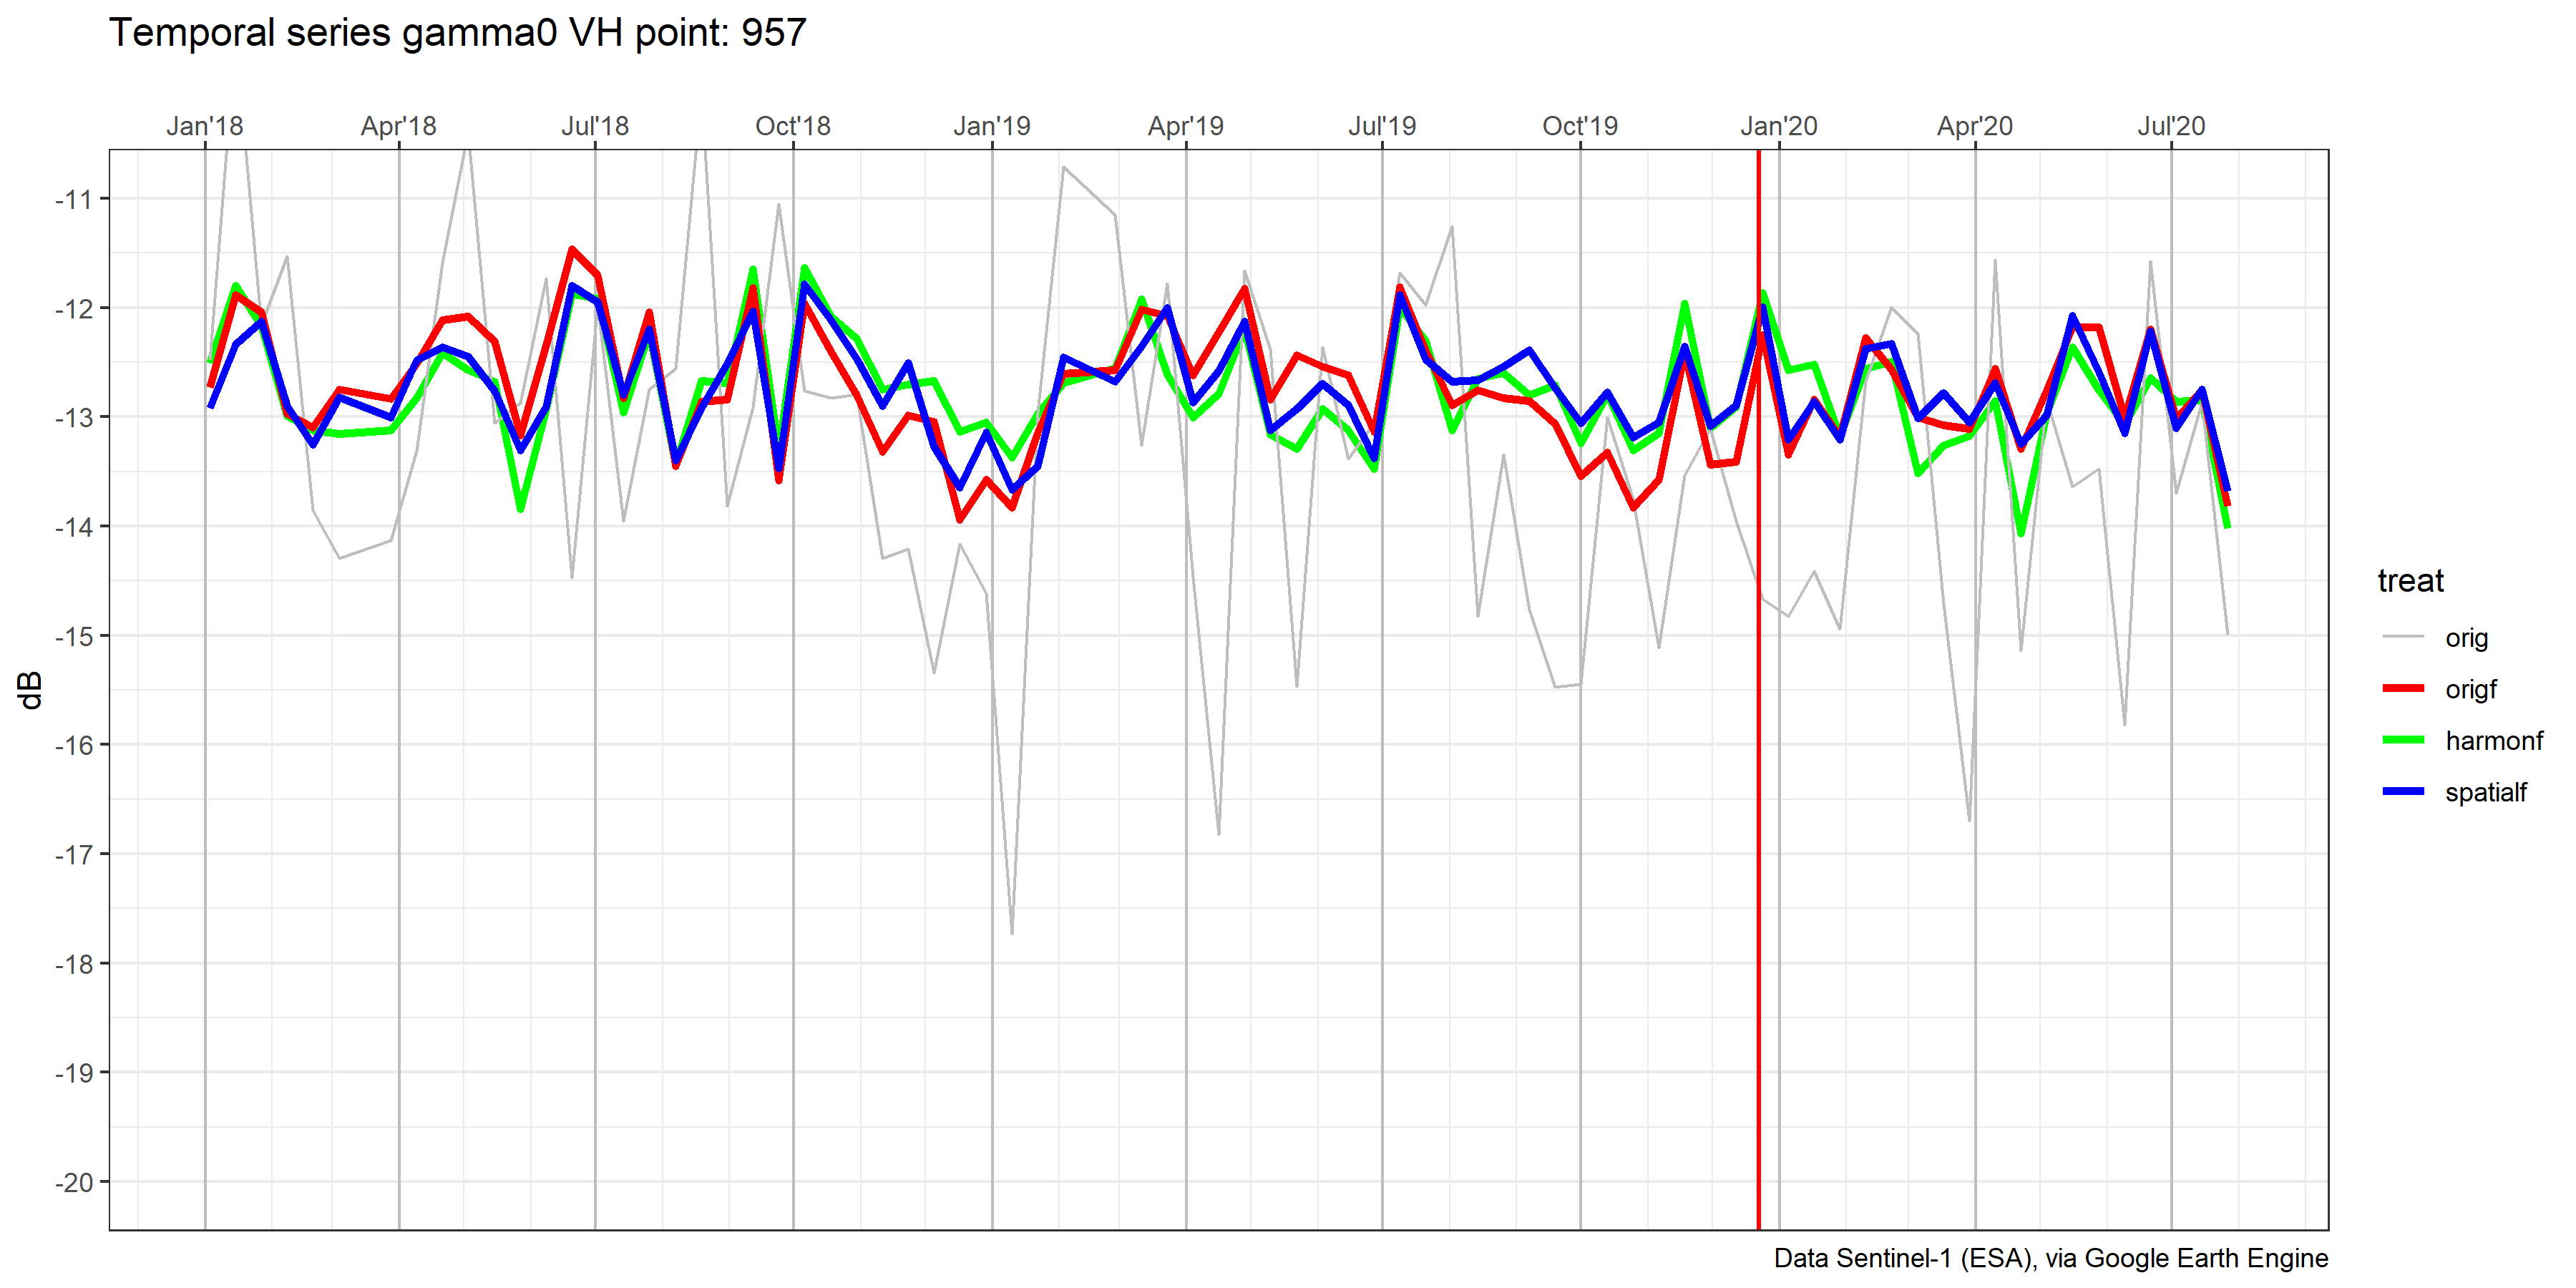 Temporal series gamma0 VH point: 957
Jan'18 Apr'18 Jul'18 Oct'18 Jan'19 Apr'19 Jul'19 Oct'19 Jan'20 Apr'20 Jul'20
-11
-12
-13
-14
-15
-16
-17
-18
-19
-20
dB
treat
orig
origf
harmonf
spatialf
Data Sentinel-1 (ESA), via Google Earth Engine